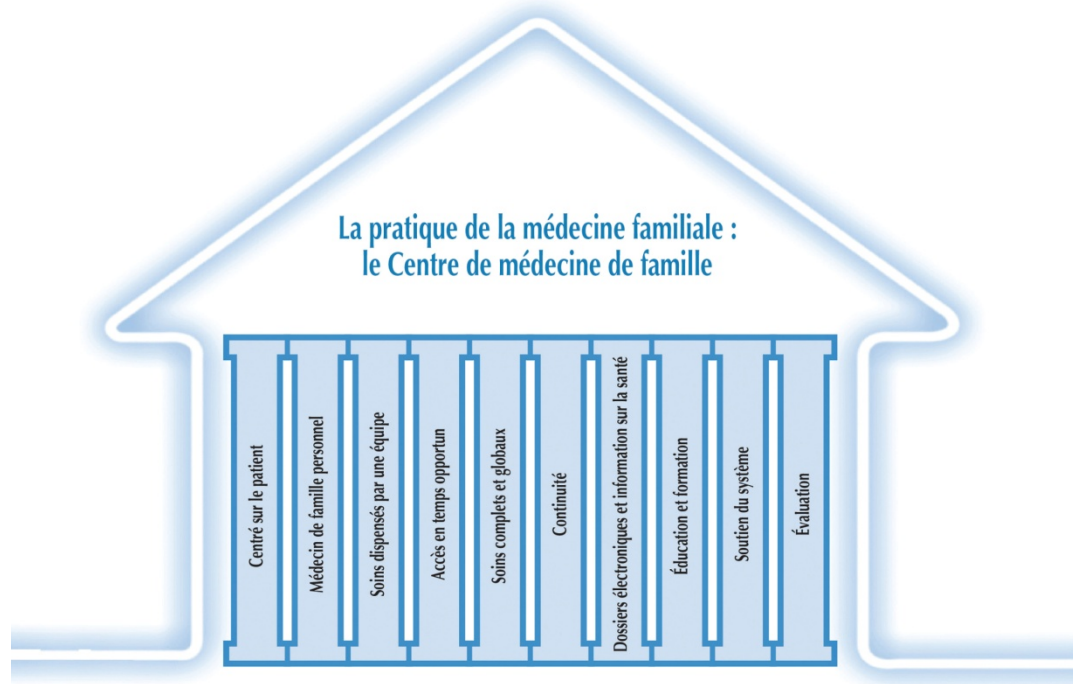 La pratique de la médecine familiale :
le Centre de médecine de famille
Centré sur le patient
Médecin de famille personnel
Soins dispensés par une équipe
Accès en temps opportun
Soins complets et globaux
Continuité
Dossiers électroniques et information sur la santé
Éducation et formation
Soutien du système
Évaluation